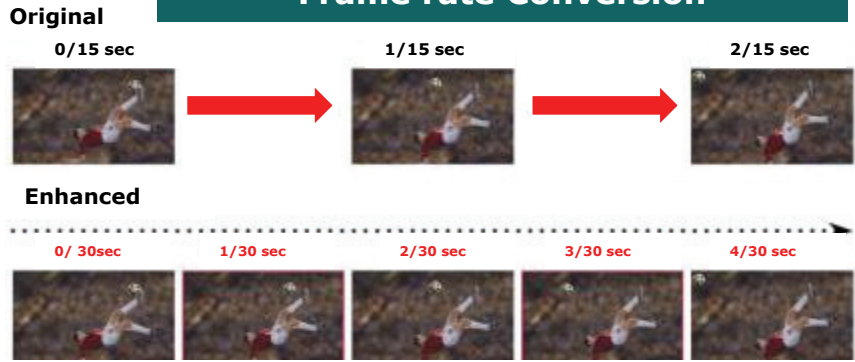 Frame rate Conversion
Original
0/15 sec
1/15 sec
2/15 sec
Enhanced
0/ 30sec
1/30 sec
2/30 sec
3/30 sec
4/30 sec